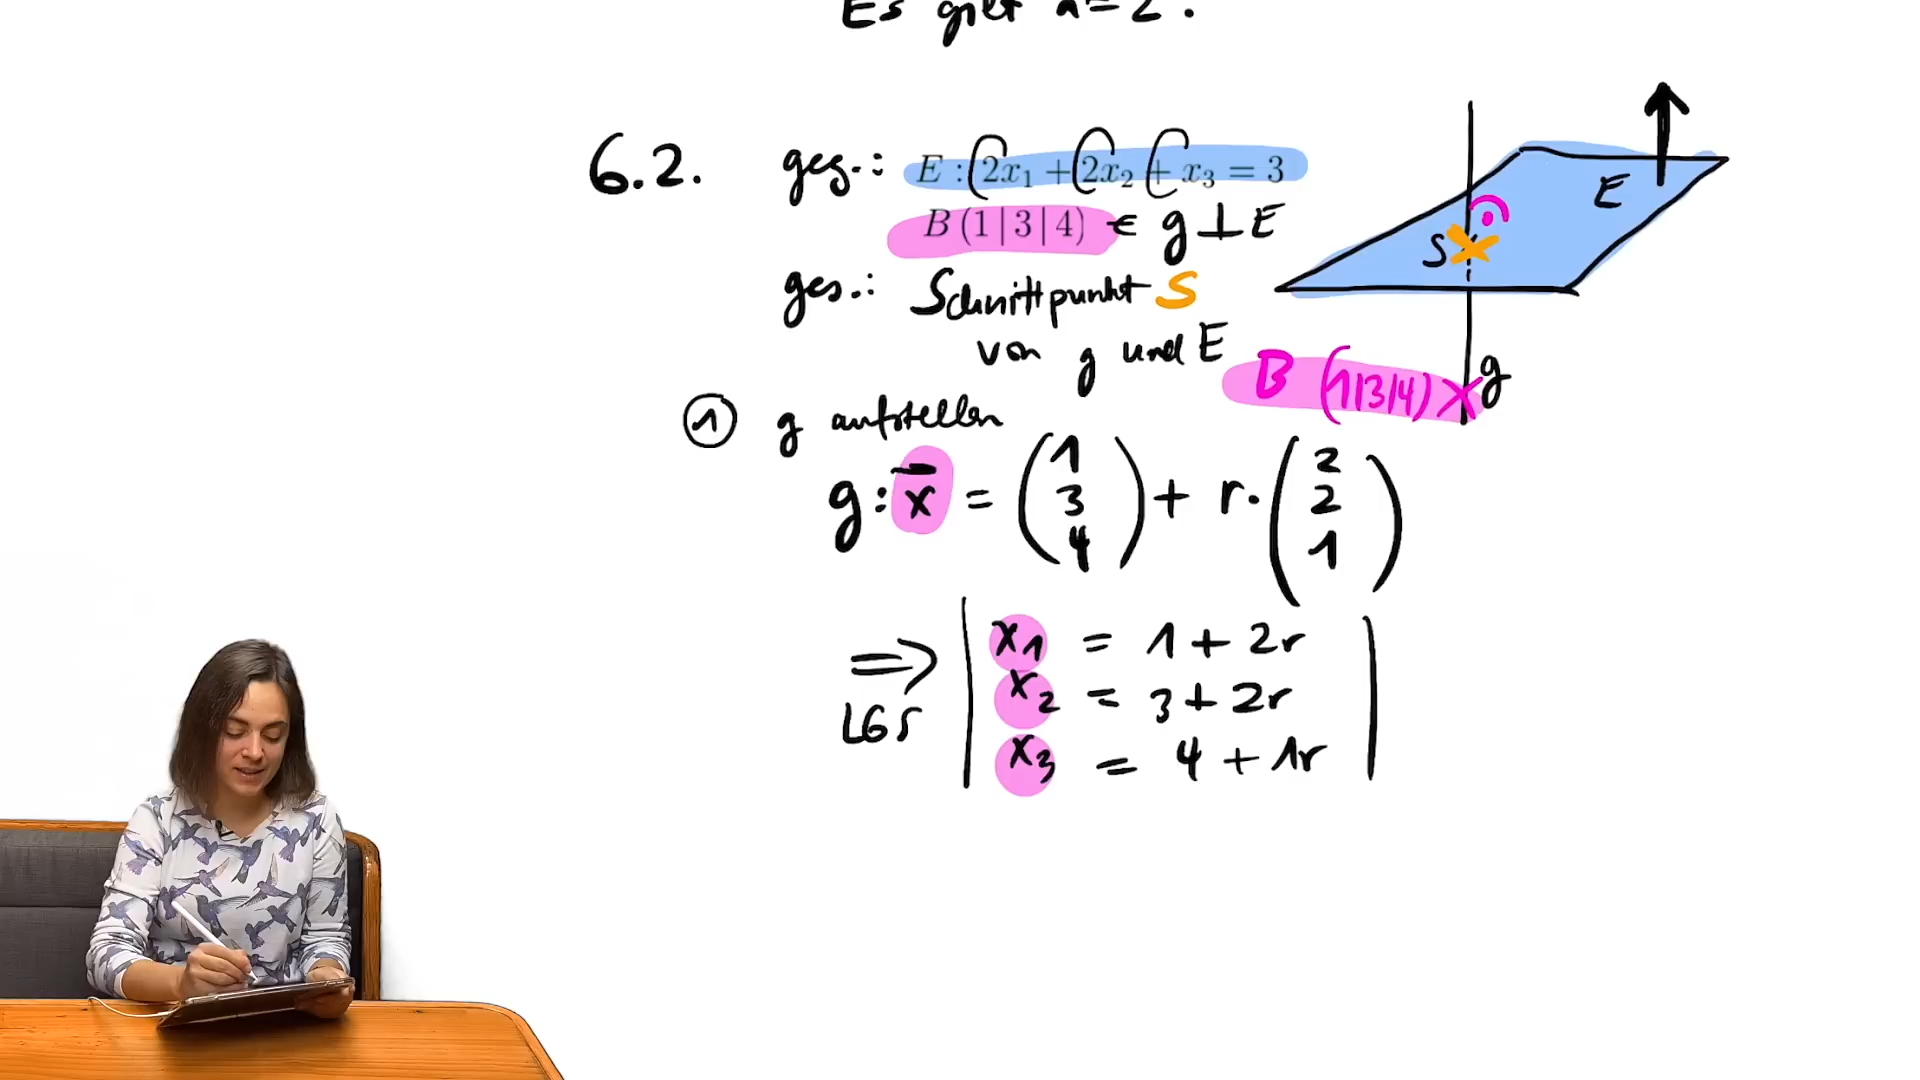 Es gilt a=2.
6.2. geg.: E : 2x₁ + 2x₂ + x₃ = 3
B (1 | 3 | 4) ∈ g ⊥ E
ges.: Schnittpunkt S
von g und E
E
S
B (1|3|4)
g
① g aufstellen
g: x = (1 3 4) + r · (2 2 1)
⇒ LGS
| x1 = 1 + 2r |
x2 = 3 + 2r
x3 = 4 + 1r